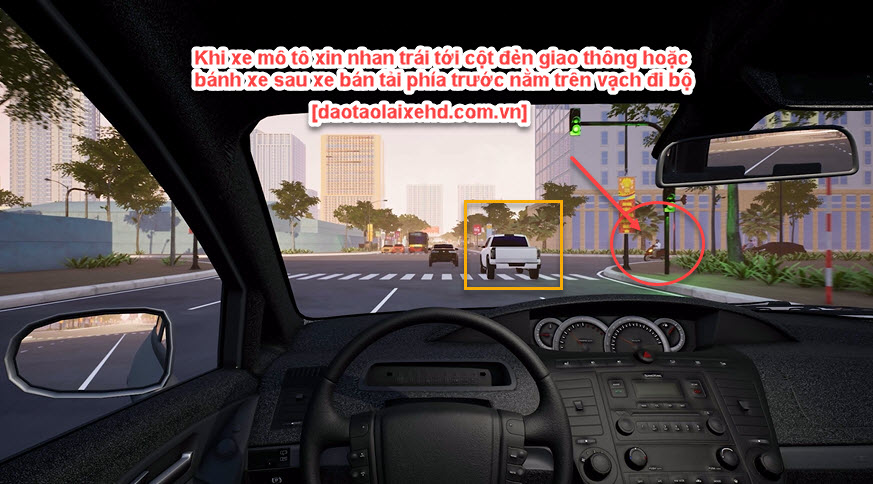 Khi xe mô tô xin nhan trái tới cột đèn giao thông hoặc
bánh xe sau xe bán tải phía trước nằm trên vạch đi bộ
[daotaolaixehd.com.vn]